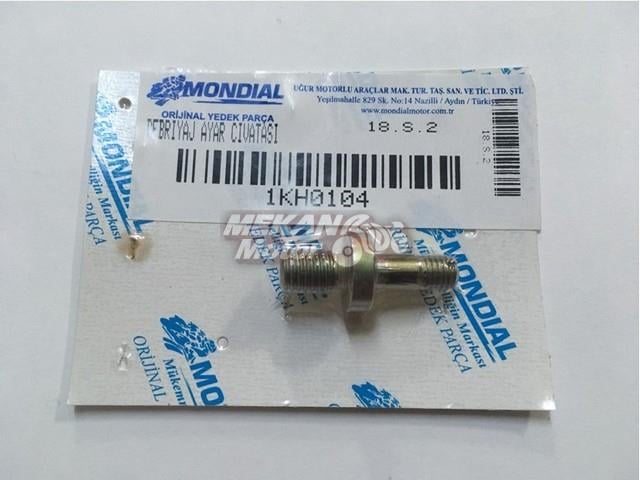 MONDIAL
ORİJİNAL YEDEK PARÇA
UĞUR MOTORLU ARAÇLAR MAK. TUR. TAŞ. SAN. VE TİC. LTD. ŞTİ.
Yeşilmahalle 829 Sk. No:14 Nazilli / Aydın / Türkiye
www.mondialmotor.com.tr
DEBRİYAJ AYAR CIVATASI
18.S.2
18.S.2
1KH0104
MEKAN
MOTOR
MONDIAL
MONDIAL
YEDEK PARÇA
MONDIAL
ORİJİNAL